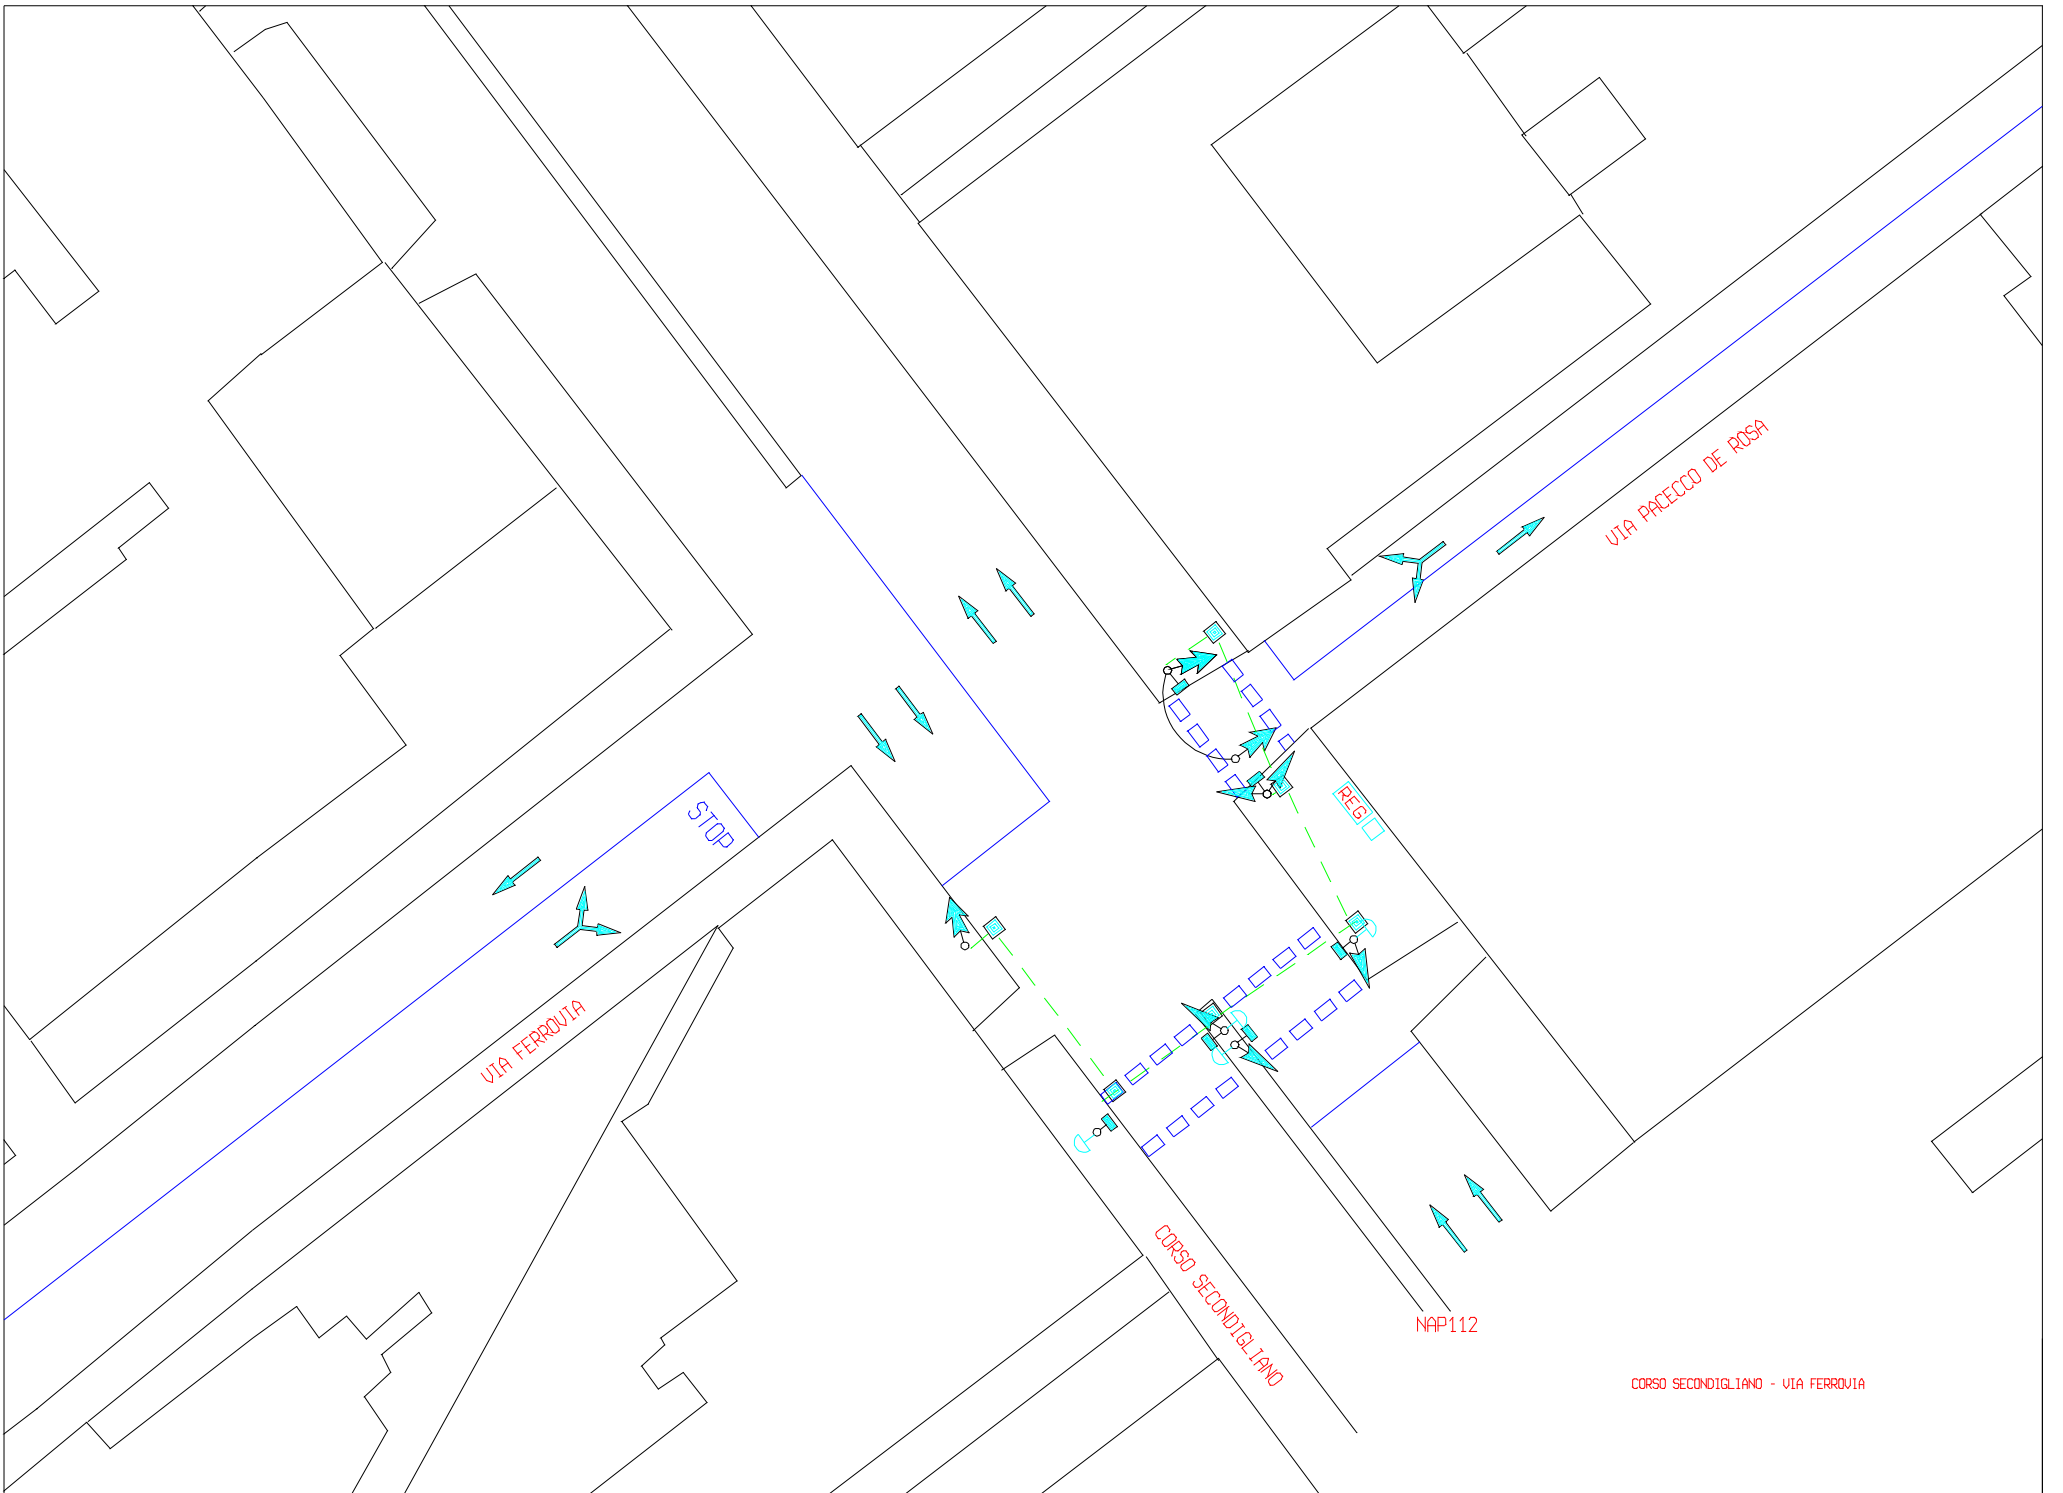 VIA PACECCO DE ROSA
REG
STOP
VIA FERROVIA
CORSO SECONDIGLIANO
NAP112
CORSO SECONDIGLIANO - VIA FERROVIA